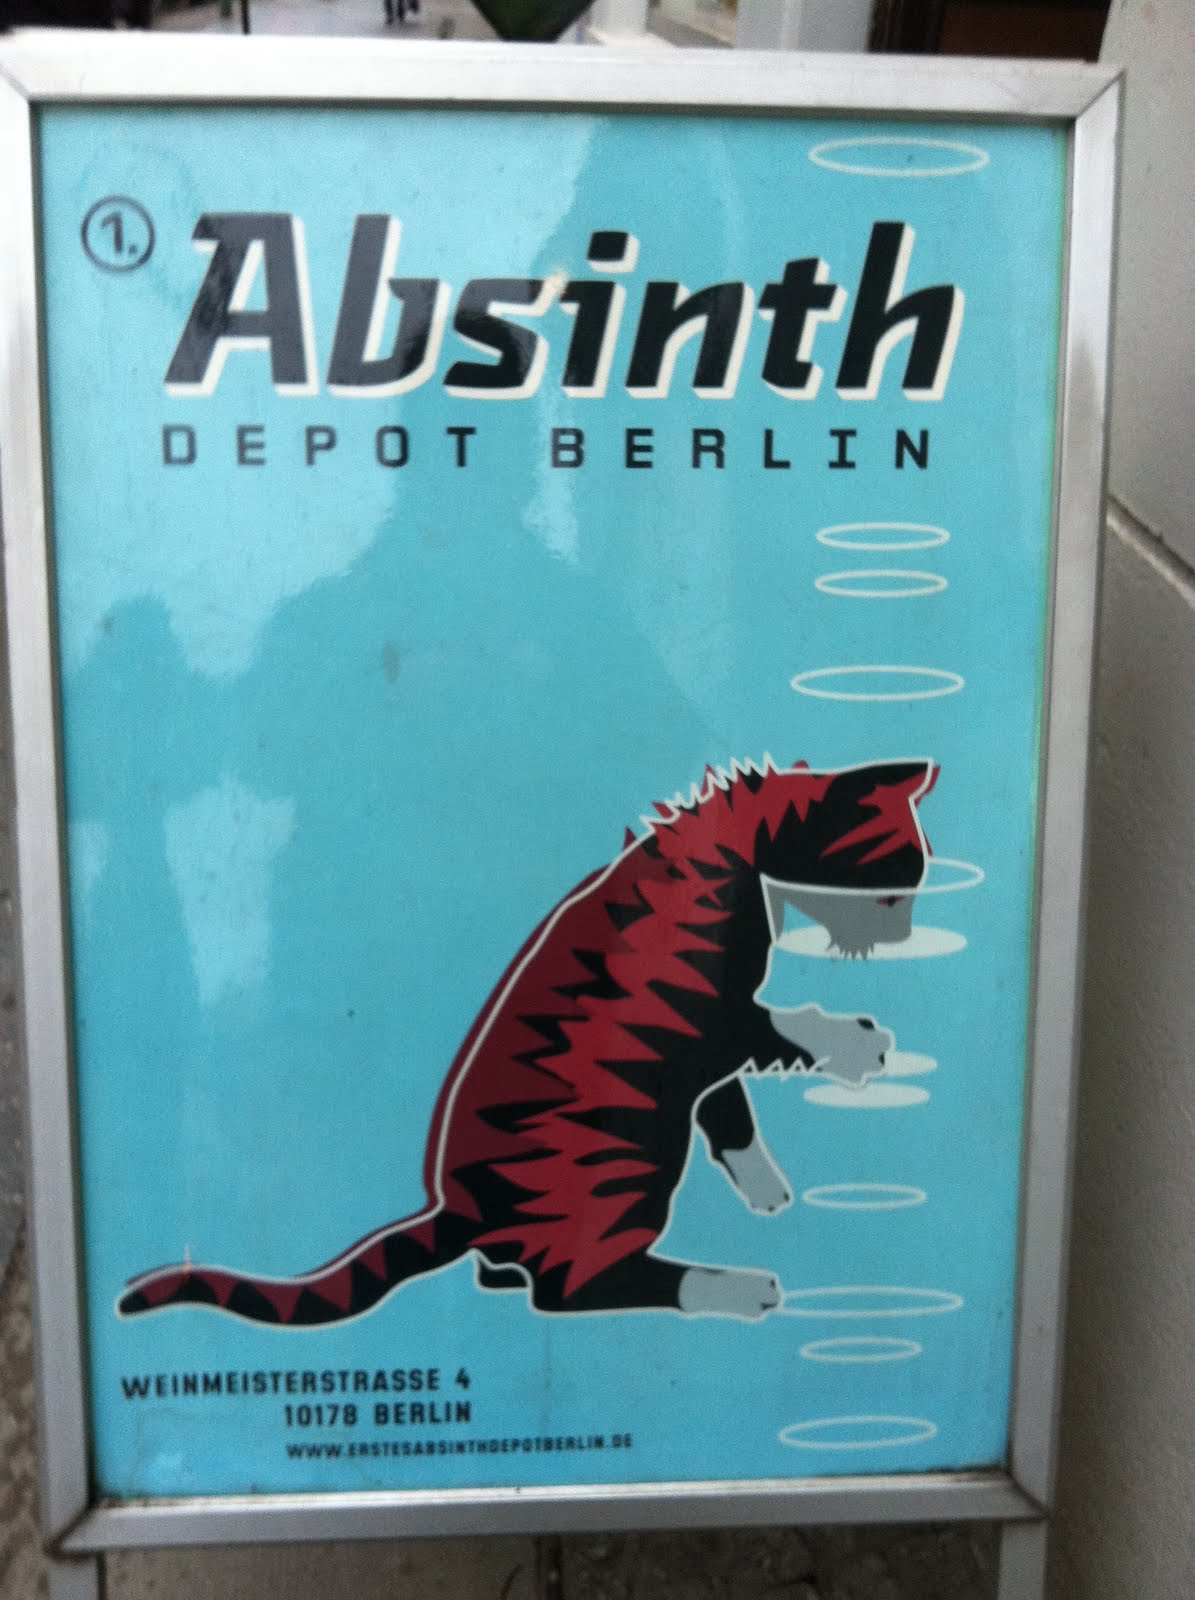 1. Absinth
DEPOT BERLIN
WEINMEISTERSTRASSE 4
10178 BERLIN
WWW.ERSTESABSINTHDEPOTBERLIN.DE